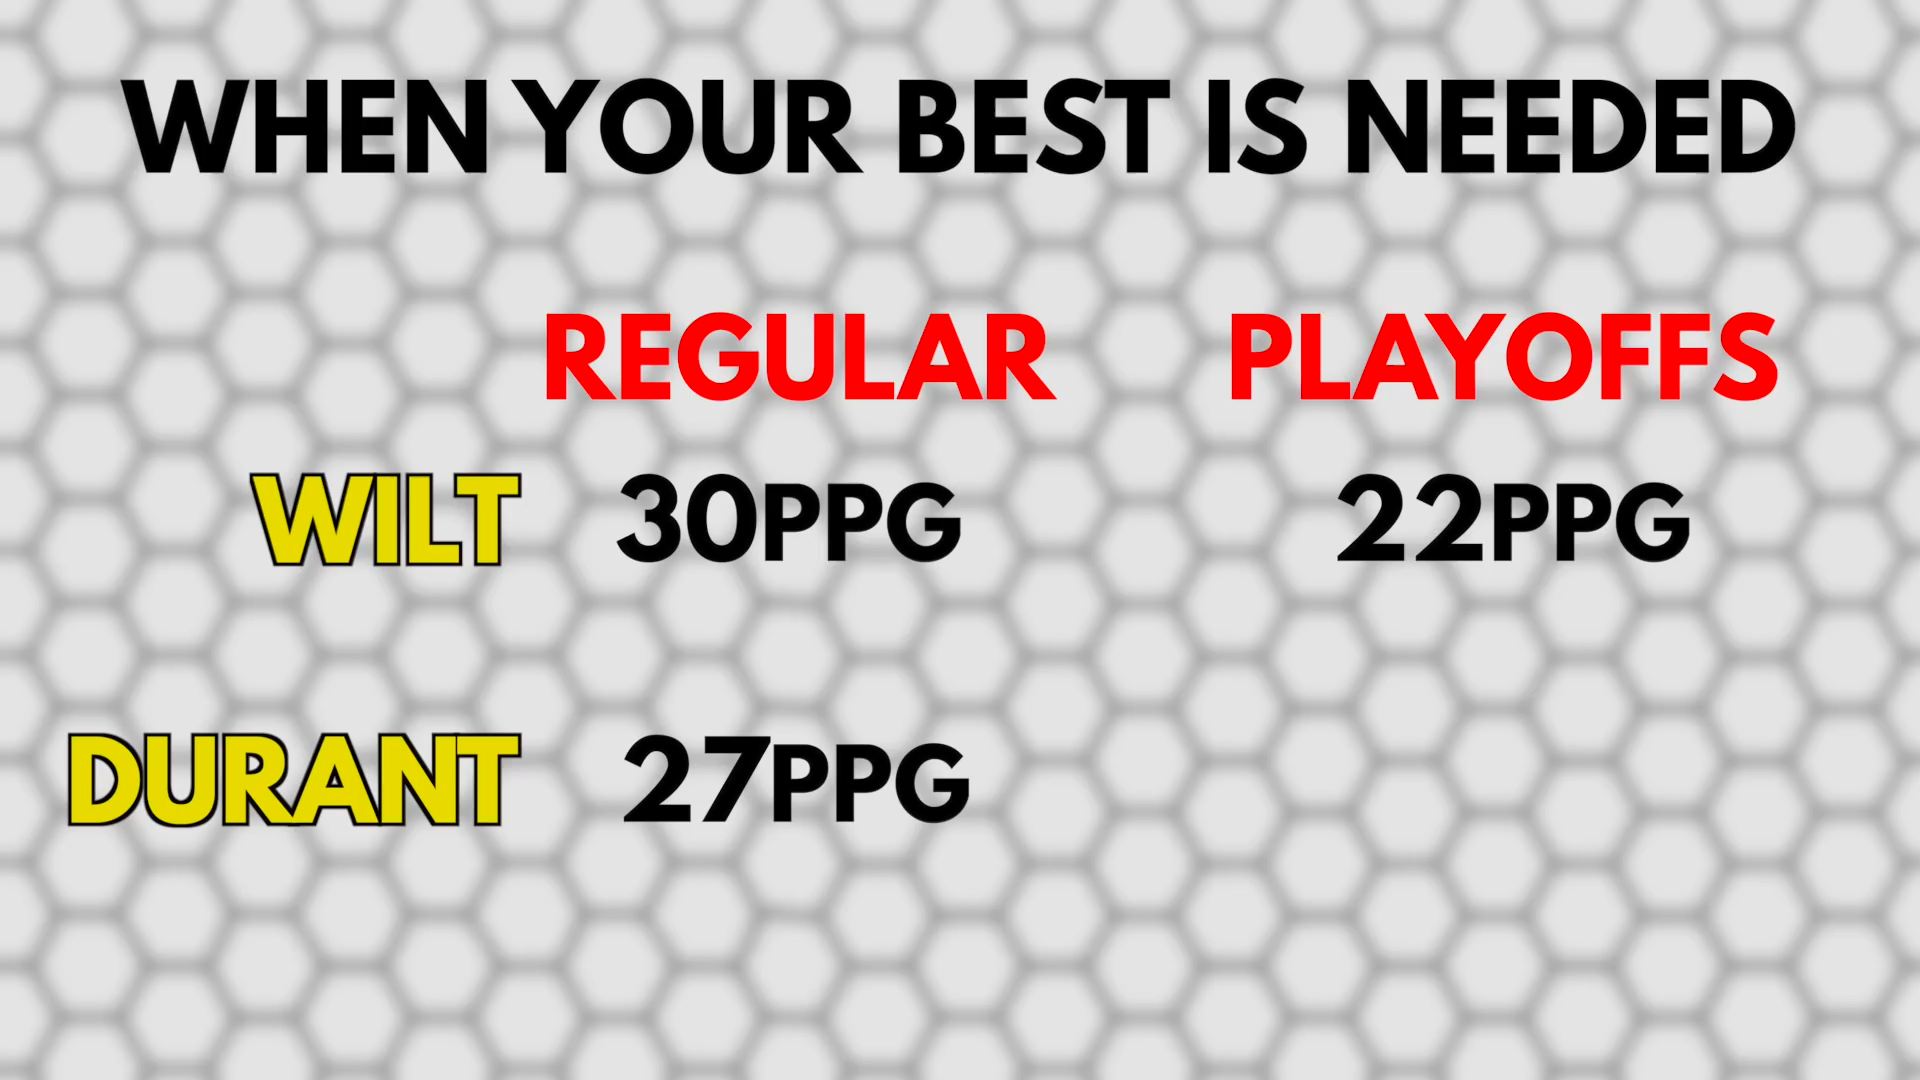 WHEN YOUR BEST IS NEEDED
REGULAR PLAYOFFS
WILT 30PPG 22PPG
DURANT 27PPG